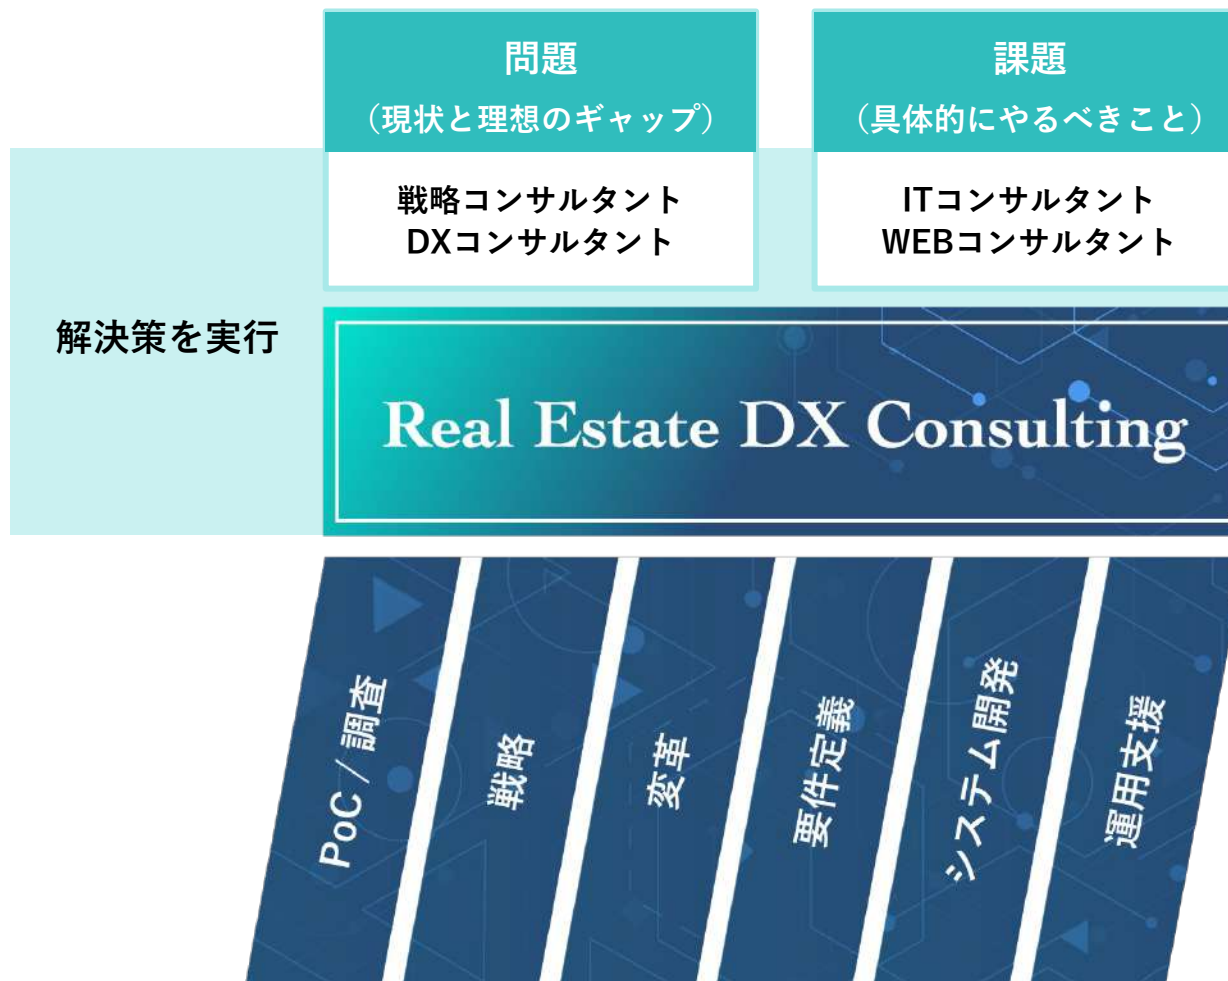 問題
（現状と理想のギャップ）
戦略コンサルタント
DXコンサルタント
課題
（具体的にやるべきこと）
ITコンサルタント
WEBコンサルタント
解決策を実行
Real Estate DX Consulting
PoC / 調査
戦略
変革
要件定義
システム開発
運用支援